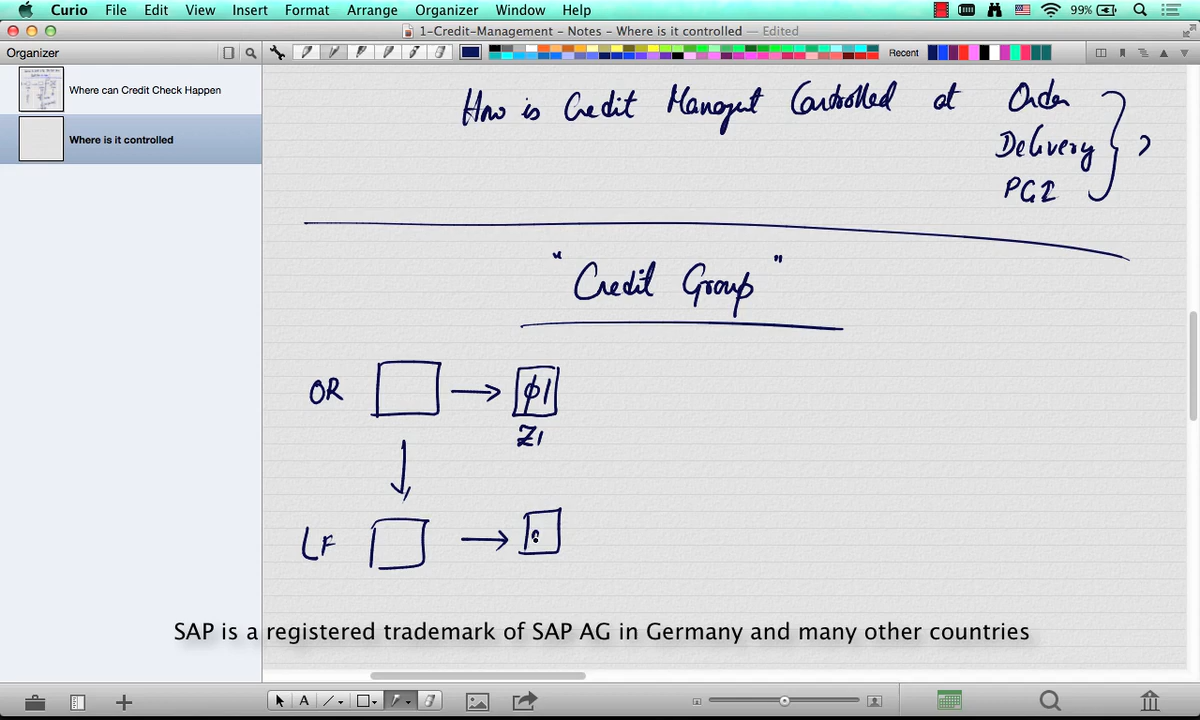 Curio File Edit View Insert Format Arrange Organizer Window Help 99%
1-Credit-Management - Notes - Where is it controlled — Edited
Organizer
Recent
Where can Credit Check Happen
Where is it controlled
How is Credit Managemt Controlled at Order
Delivery
PGI
?
"Credit Group"
OR → 01
Z1
LF →
SAP is a registered trademark of SAP AG in Germany and many other countries
A